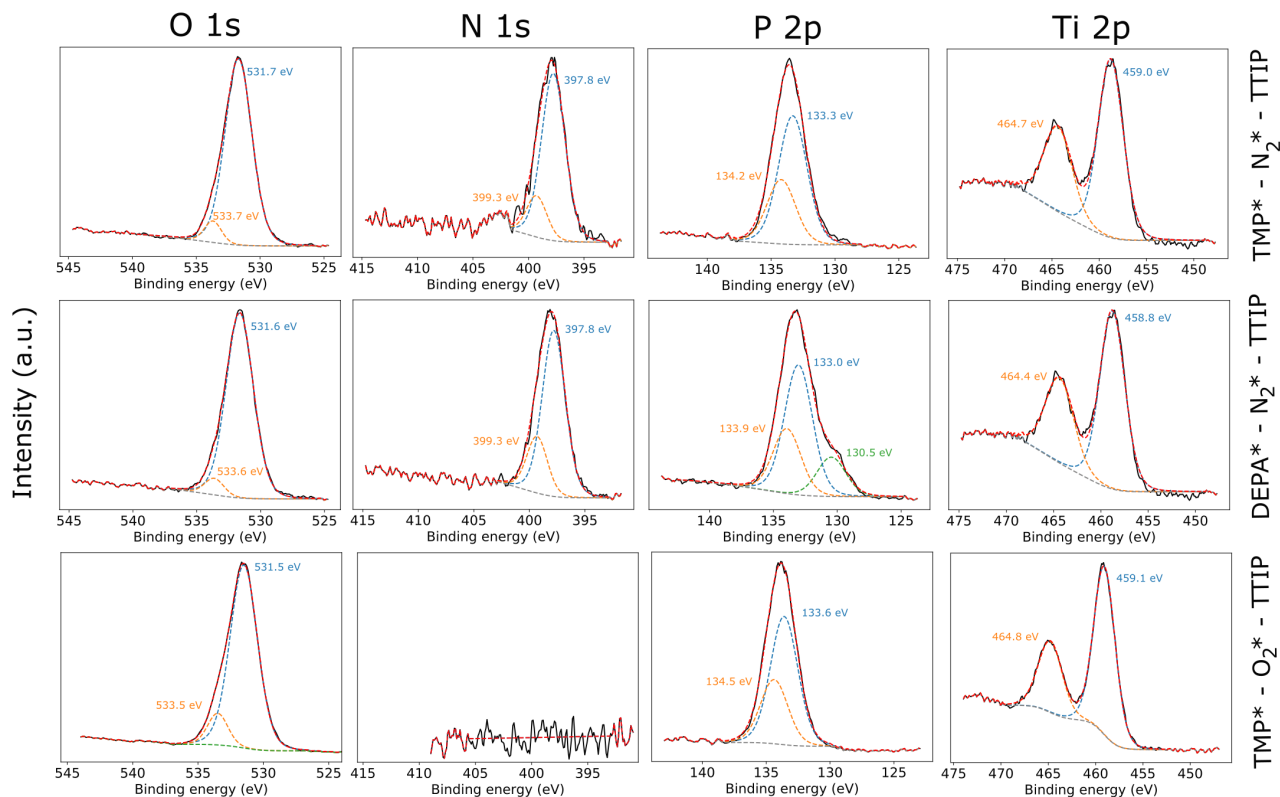 O 1s
N 1s
P 2p
Ti 2p
Intensity (a.u.)
531.7 eV
533.7 eV
545 540 535 530 525
Binding energy (eV)
397.8 eV
399.3 eV
415 410 405 400 395
Binding energy (eV)
133.3 eV
134.2 eV
140 135 130 125
Binding energy (eV)
459.0 eV
464.7 eV
475 470 465 460 455 450
Binding energy (eV)
TMP* - N₂* - TTIP
531.6 eV
533.6 eV
545 540 535 530 525
Binding energy (eV)
397.8 eV
399.3 eV
415 410 405 400 395
Binding energy (eV)
133.0 eV
133.9 eV
130.5 eV
140 135 130 125
Binding energy (eV)
458.8 eV
464.4 eV
475 470 465 460 455 450
Binding energy (eV)
DEPA* - N₂* - TTIP
531.5 eV
533.5 eV
545 540 535 530 525
Binding energy (eV)
415 410 405 400 395
Binding energy (eV)
133.6 eV
134.5 eV
140 135 130 125
Binding energy (eV)
459.1 eV
464.8 eV
475 470 465 460 455 450
Binding energy (eV)
TMP* - O₂* - TTIP